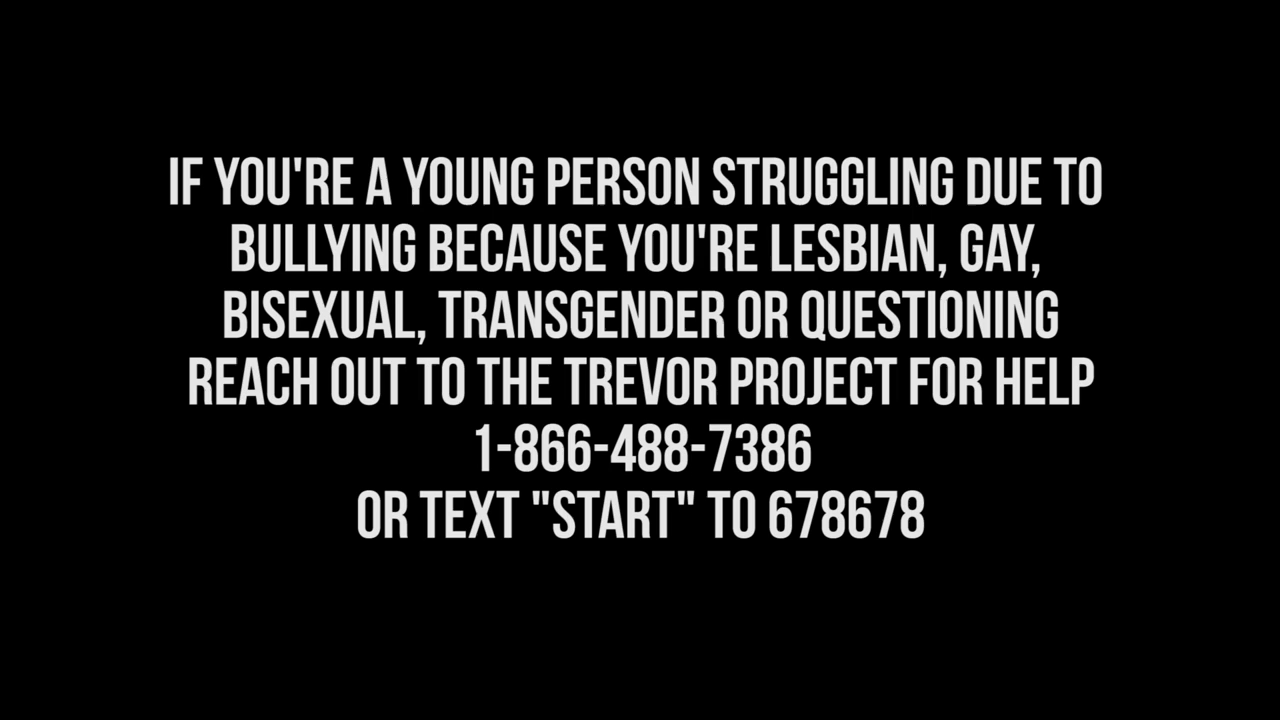 IF YOU'RE A YOUNG PERSON STRUGGLING DUE TO
BULLYING BECAUSE YOU'RE LESBIAN, GAY,
BISEXUAL, TRANSGENDER OR QUESTIONING
REACH OUT TO THE TREVOR PROJECT FOR HELP
1-866-488-7386
OR TEXT "START" TO 678678